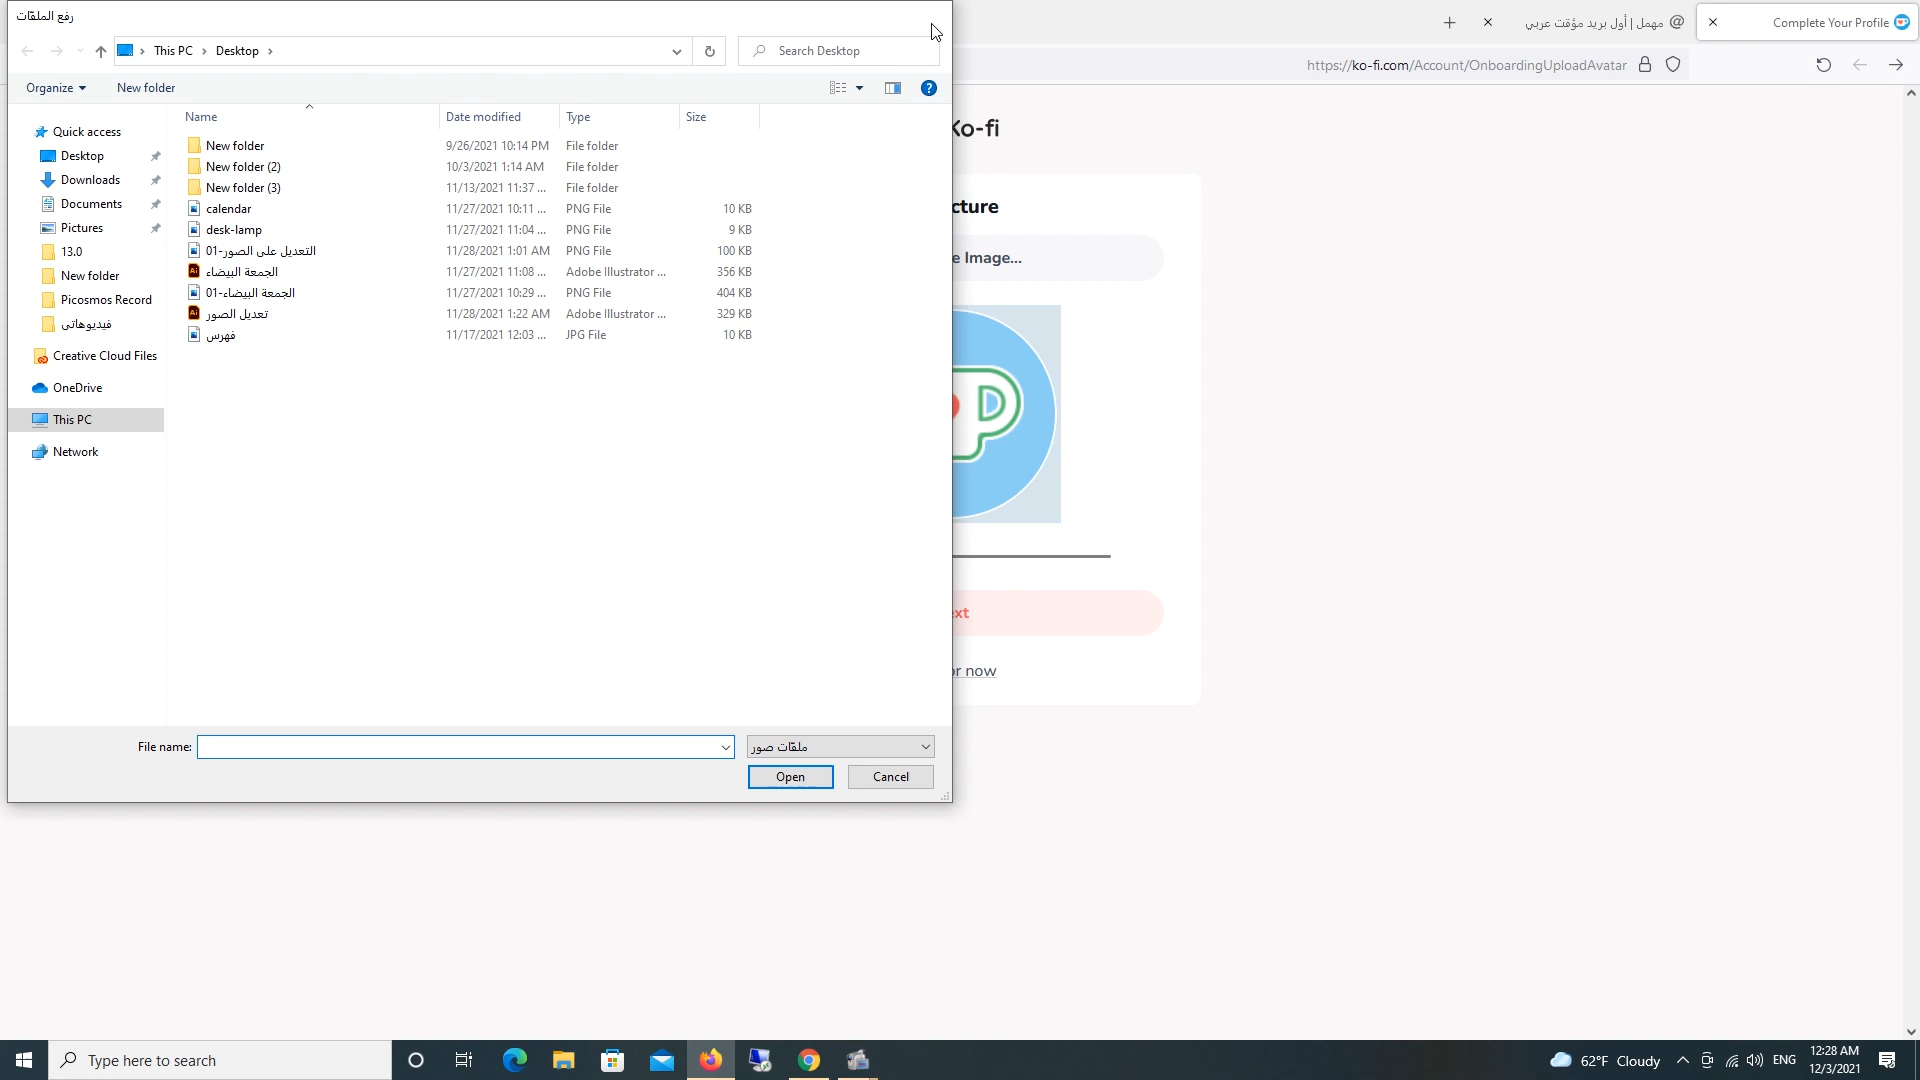 رفع الملفّات
This PC
Desktop
Search Desktop
Organize
New folder
Name
Date modified
Type
Size
Quick access
Desktop
Downloads
Documents
Pictures
13.0
New folder
Picosmos Record
فيديوهاتى
Creative Cloud Files
OneDrive
This PC
Network
New folder 9/26/2021 10:14 PM File folder
New folder (2) 10/3/2021 1:14 AM File folder
New folder (3) 11/13/2021 11:37 ... File folder
calendar 11/27/2021 10:11 ... PNG File 10 KB
desk-lamp 11/27/2021 11:04 ... PNG File 9 KB
التعديل على الصور-01 11/28/2021 1:01 AM PNG File 100 KB
الجمعة البيضاء 11/27/2021 11:08 ... Adobe Illustrator ... 356 KB
الجمعة البيضاء-01 11/27/2021 10:29 ... PNG File 404 KB
تعديل الصور 11/28/2021 1:22 AM Adobe Illustrator ... 329 KB
فهرس 11/17/2021 12:03 ... JPG File 10 KB
File name:
ملفّات صور
Open
Cancel
مهمل | أول بريد مؤقت عربي
Complete Your Profile
https://ko-fi.com/Account/OnboardingUploadAvatar
Ko-fi
cture
e Image...
ext
or now
Type here to search
62°F Cloudy
ENG
12:28 AM
12/3/2021